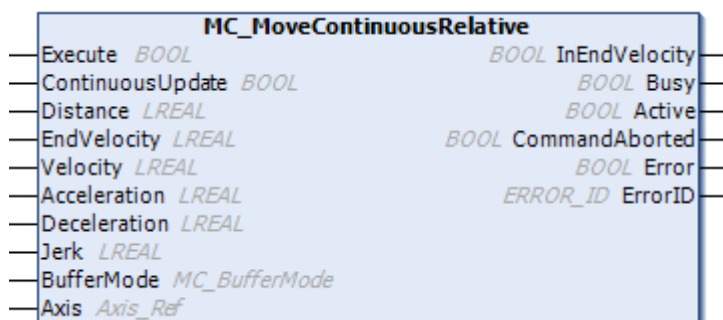 MC_MoveContinuousRelative
Execute BOOL BOOL InEndVelocity
ContinuousUpdate BOOL BOOL Busy
Distance LREAL BOOL Active
EndVelocity LREAL BOOL CommandAborted
Velocity LREAL BOOL Error
Acceleration LREAL ERROR_ID ErrorID
Deceleration LREAL
Jerk LREAL
BufferMode MC_BufferMode
Axis Axis_Ref